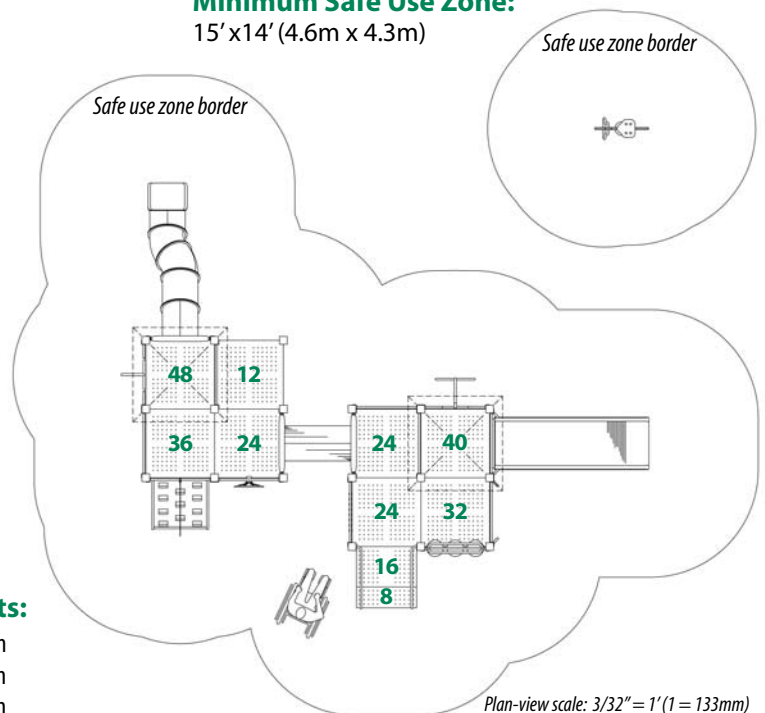 Minimum Safe Use Zone:
15’ x14’ (4.6m x 4.3m)
Safe use zone border
Safe use zone border
48 12
36 24 24 40
24 32
16
8
ts:
m
m
m
Plan-view scale: 3/32” = 1’ (1 = 133mm)